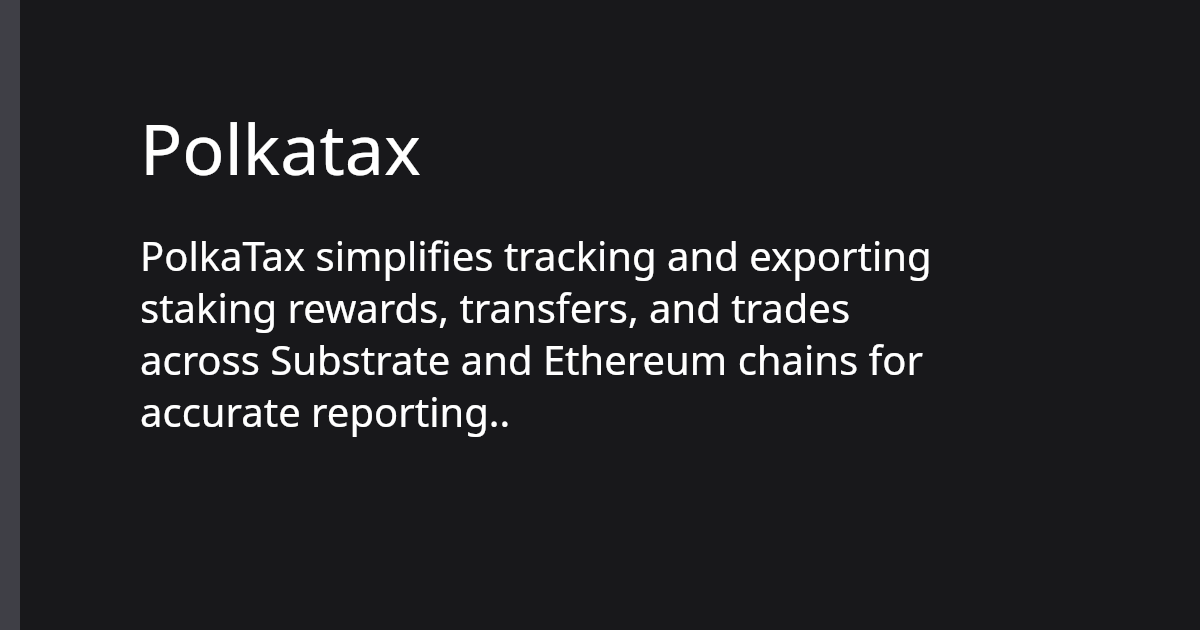 Polkatax
PolkaTax simplifies tracking and exporting
staking rewards, transfers, and trades
across Substrate and Ethereum chains for
accurate reporting..